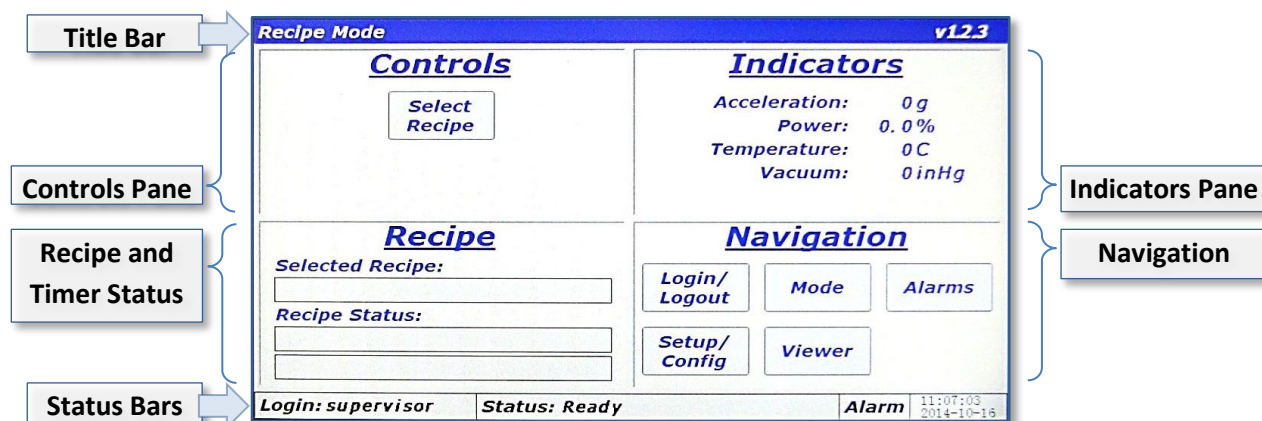 Title Bar
Recipe Mode v1.2.3
Controls
Select
Recipe
Indicators
Acceleration: 0 g
Power: 0.0%
Temperature: 0 C
Vacuum: 0 inHg
Controls Pane
Indicators Pane
Recipe and
Timer Status
Recipe
Selected Recipe:
Recipe Status:
Navigation
Login/
Logout
Mode
Alarms
Setup/
Config
Viewer
Navigation
Status Bars
Login: supervisor Status: Ready Alarm 11:07:03
2014-10-16